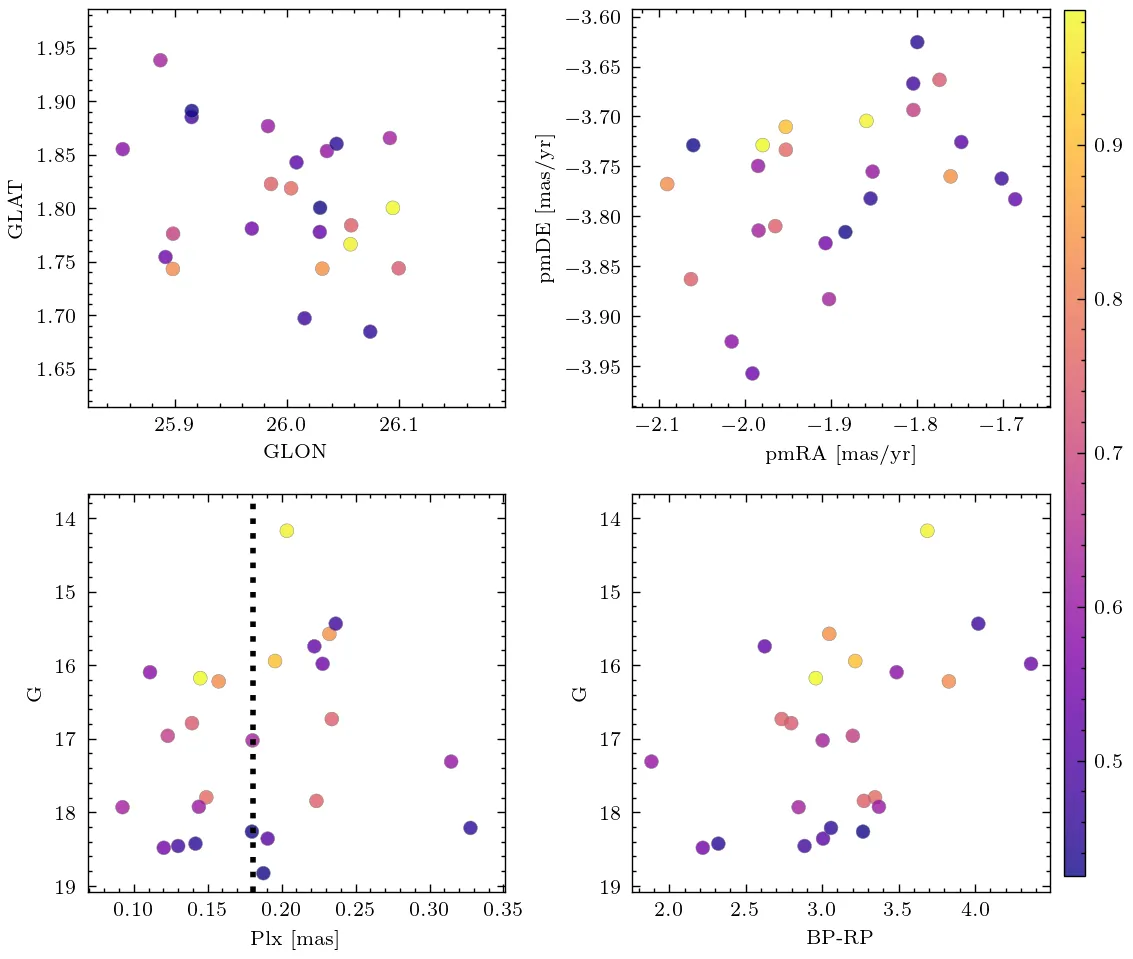 1.95
1.90
1.85
1.80
1.75
1.70
1.65
GLAT
25.9 26.0 26.1
GLON
−3.60
−3.65
−3.70
−3.75
−3.80
−3.85
−3.90
−3.95
pmDE [mas/yr]
−2.1 −2.0 −1.9 −1.8 −1.7
pmRA [mas/yr]
14
15
16
17
18
19
G
0.10 0.15 0.20 0.25 0.30 0.35
Plx [mas]
14
15
16
17
18
19
G
2.0 2.5 3.0 3.5 4.0
BP-RP
0.9
0.8
0.7
0.6
0.5